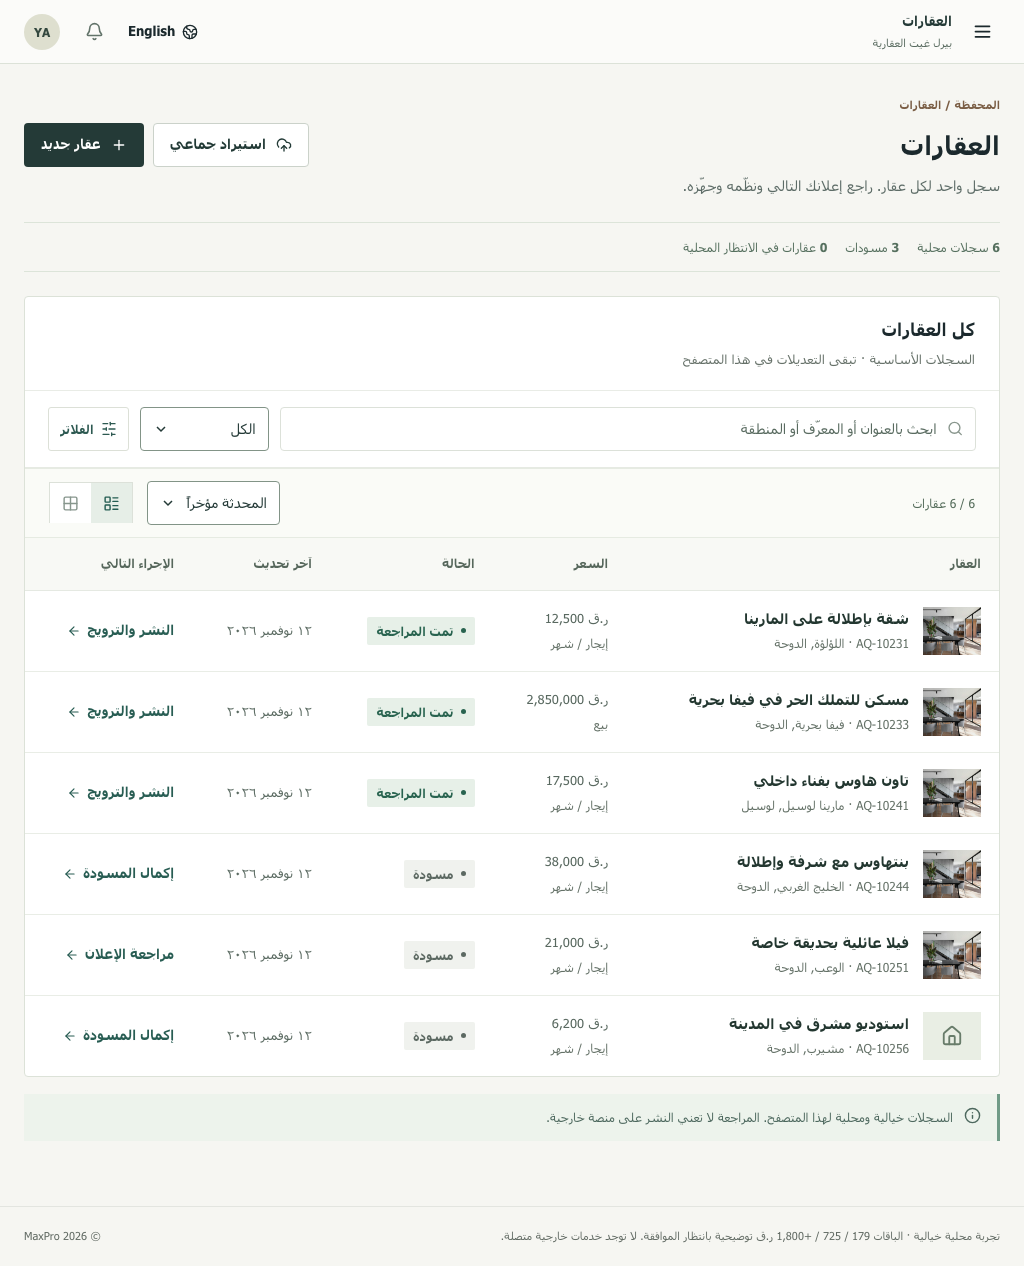 العقارات
بيرل غيت العقارية
English
YA
المحفظة / العقارات
العقارات
استيراد جماعي
عقار جديد
سجل واحد لكل عقار. راجع إعلانك التالي ونظّمه وجهّزه.
6 سجلات محلية
3 مسودات
0 عقارات في الانتظار المحلية
كل العقارات
السجلات الأساسية · تبقى التعديلات في هذا المتصفح
ابحث بالعنوان أو المعرّف أو المنطقة
الكل
الفلاتر
6 / 6 عقارات
المحدثة مؤخراً
العقار
السعر
الحالة
آخر تحديث
الإجراء التالي
شقة بإطلالة على المارينا
AQ-10231 · اللؤلؤة, الدوحة
ر.ق 12,500
إيجار / شهر
تمت المراجعة
١٢ نوفمبر ٢٠٢٦
النشر والترويج
مسكن للتملك الحر في فيفا بحرية
AQ-10233 · فيفا بحرية, الدوحة
ر.ق 2,850,000
بيع
تمت المراجعة
١٢ نوفمبر ٢٠٢٦
النشر والترويج
تاون هاوس بفناء داخلي
AQ-10241 · مارينا لوسيل, لوسيل
ر.ق 17,500
إيجار / شهر
تمت المراجعة
١٢ نوفمبر ٢٠٢٦
النشر والترويج
بنتهاوس مع شرفة وإطلالة
AQ-10244 · الخليج الغربي, الدوحة
ر.ق 38,000
إيجار / شهر
مسودة
١٢ نوفمبر ٢٠٢٦
إكمال المسودة
فيلا عائلية بحديقة خاصة
AQ-10251 · الوعب, الدوحة
ر.ق 21,000
إيجار / شهر
مسودة
١٢ نوفمبر ٢٠٢٦
مراجعة الإعلان
استوديو مشرق في المدينة
AQ-10256 · مشيرب, الدوحة
ر.ق 6,200
إيجار / شهر
مسودة
١٢ نوفمبر ٢٠٢٦
إكمال المسودة
السجلات خيالية ومحلية لهذا المتصفح. المراجعة لا تعني النشر على منصة خارجية.
تجربة محلية خيالية · الباقات 179 / 725 / +1,800 ر.ق توضيحية بانتظار الموافقة. لا توجد خدمات خارجية متصلة.
© 2026 MaxPro